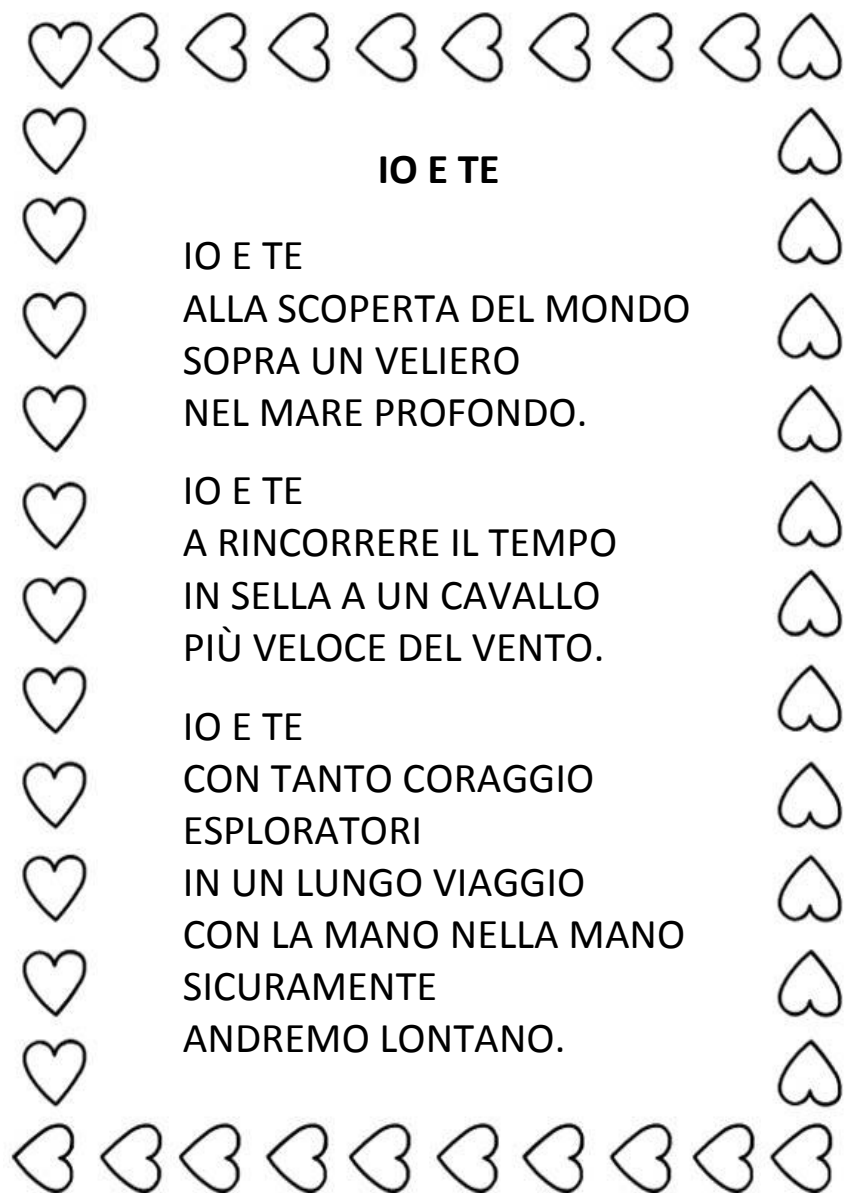 IO E TE
IO E TE
ALLA SCOPERTA DEL MONDO
SOPRA UN VELIERO
NEL MARE PROFONDO.
IO E TE
A RINCORRERE IL TEMPO
IN SELLA A UN CAVALLO
PIÙ VELOCE DEL VENTO.
IO E TE
CON TANTO CORAGGIO
ESPLORATORI
IN UN LUNGO VIAGGIO
CON LA MANO NELLA MANO
SICURAMENTE
ANDREMO LONTANO.